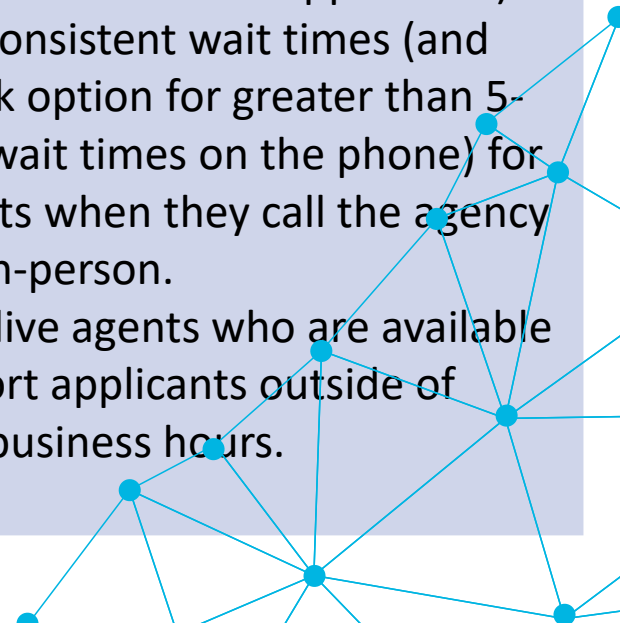 onsistent wait times (and
k option for greater than 5-
wait times on the phone) for
ts when they call the agency
n-person.
live agents who are available
ort applicants outside of
business hours.